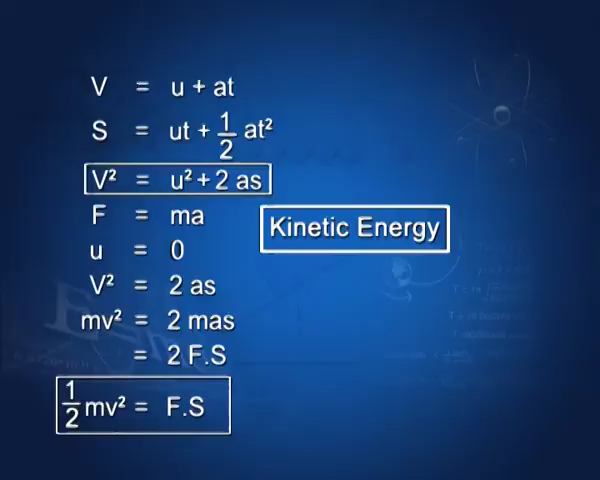 V = u + at
S = ut + 1/2 at²
V² = u² + 2 as
F = ma
Kinetic Energy
u = 0
V² = 2 as
mv² = 2 mas
= 2 F.S
1/2 mv² = F.S